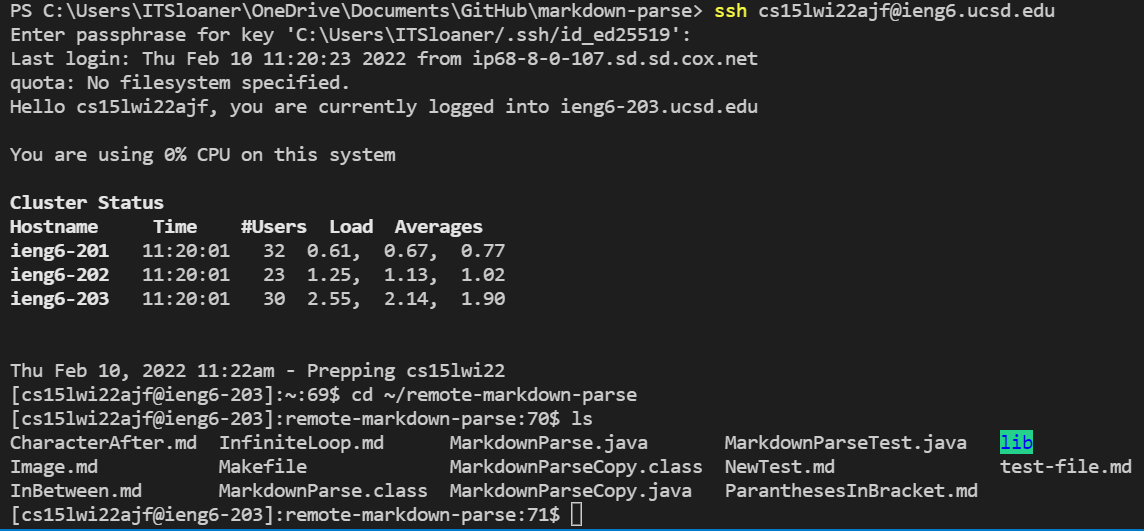 PS C:\Users\ITSloaner\OneDrive\Documents\GitHub\markdown-parse> ssh cs15lwi22ajf@ieng6.ucsd.edu
Enter passphrase for key 'C:\Users\ITSloaner/.ssh/id_ed25519':
Last login: Thu Feb 10 11:20:23 2022 from ip68-8-0-107.sd.sd.cox.net
quota: No filesystem specified.
Hello cs15lwi22ajf, you are currently logged into ieng6-203.ucsd.edu
You are using 0% CPU on this system
Cluster Status
Hostname     Time    #Users  Load  Averages
ieng6-201   11:20:01   32  0.61,  0.67,  0.77
ieng6-202   11:20:01   23  1.25,  1.13,  1.02
ieng6-203   11:20:01   30  2.55,  2.14,  1.90
Thu Feb 10, 2022 11:22am - Prepping cs15lwi22
[cs15lwi22ajf@ieng6-203]:~:69$ cd ~/remote-markdown-parse
[cs15lwi22ajf@ieng6-203]:remote-markdown-parse:70$ ls
CharacterAfter.md  InfiniteLoop.md      MarkdownParse.java       MarkdownParseTest.java   lib
Image.md           Makefile             MarkdownParseCopy.class  NewTest.md               test-file.md
InBetween.md       MarkdownParse.class  MarkdownParseCopy.java   ParanthesesInBracket.md
[cs15lwi22ajf@ieng6-203]:remote-markdown-parse:71$